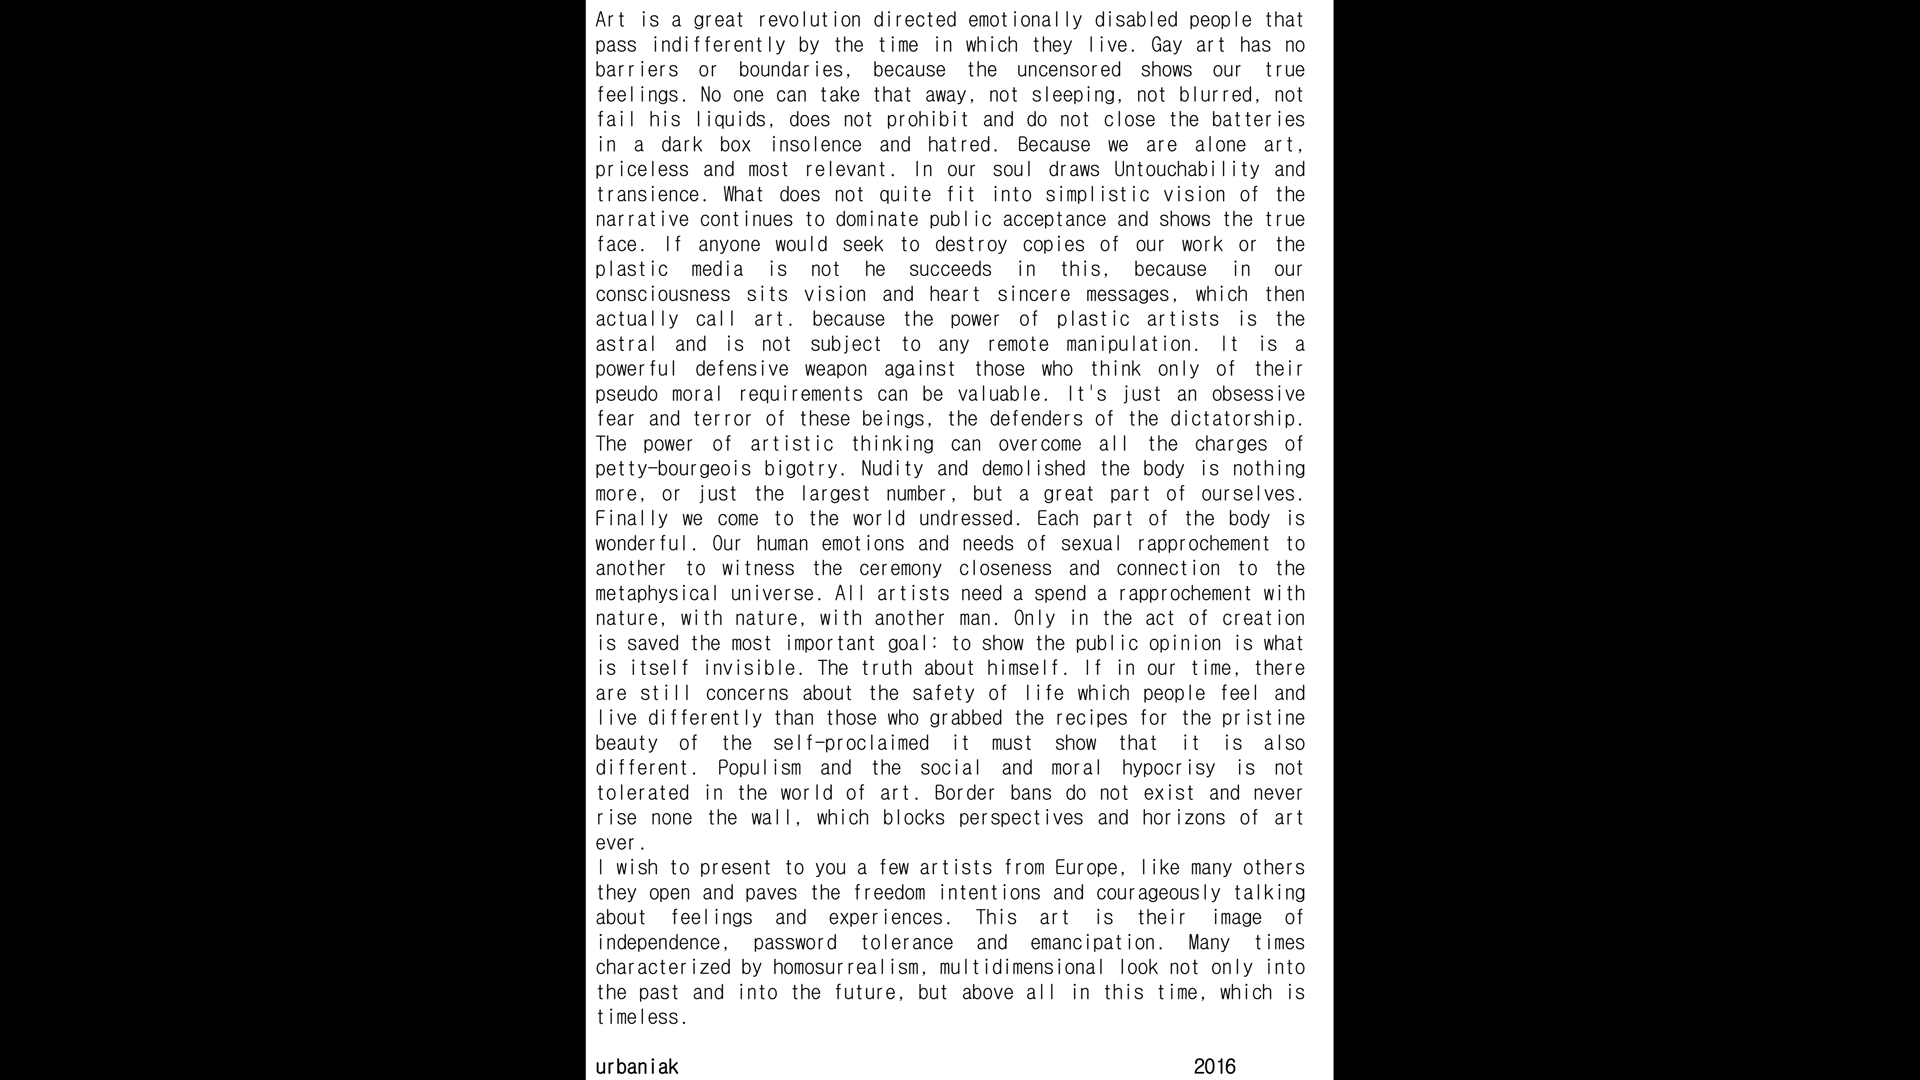 Art is a great revolution directed emotionally disabled people that
pass indifferently by the time in which they live. Gay art has no
barriers or boundaries, because the uncensored shows our true
feelings. No one can take that away, not sleeping, not blurred, not
fail his liquids, does not prohibit and do not close the batteries
in a dark box insolence and hatred. Because we are alone art,
priceless and most relevant. In our soul draws Untouchability and
transience. What does not quite fit into simplistic vision of the
narrative continues to dominate public acceptance and shows the true
face. If anyone would seek to destroy copies of our work or the
plastic media is not he succeeds in this, because in our
consciousness sits vision and heart sincere messages, which then
actually call art. because the power of plastic artists is the
astral and is not subject to any remote manipulation. It is a
powerful defensive weapon against those who think only of their
pseudo moral requirements can be valuable. It's just an obsessive
fear and terror of these beings, the defenders of the dictatorship.
The power of artistic thinking can overcome all the charges of
petty-bourgeois bigotry. Nudity and demolished the body is nothing
more, or just the largest number, but a great part of ourselves.
Finally we come to the world undressed. Each part of the body is
wonderful. Our human emotions and needs of sexual rapprochement to
another to witness the ceremony closeness and connection to the
metaphysical universe. All artists need a spend a rapprochement with
nature, with nature, with another man. Only in the act of creation
is saved the most important goal: to show the public opinion is what
is itself invisible. The truth about himself. If in our time, there
are still concerns about the safety of life which people feel and
live differently than those who grabbed the recipes for the pristine
beauty of the self-proclaimed it must show that it is also
different. Populism and the social and moral hypocrisy is not
tolerated in the world of art. Border bans do not exist and never
rise none the wall, which blocks perspectives and horizons of art
ever.
I wish to present to you a few artists from Europe, like many others
they open and paves the freedom intentions and courageously talking
about feelings and experiences. This art is their image of
independence, password tolerance and emancipation. Many times
characterized by homosurrealism, multidimensional look not only into
the past and into the future, but above all in this time, which is
timeless.
urbaniak 2016